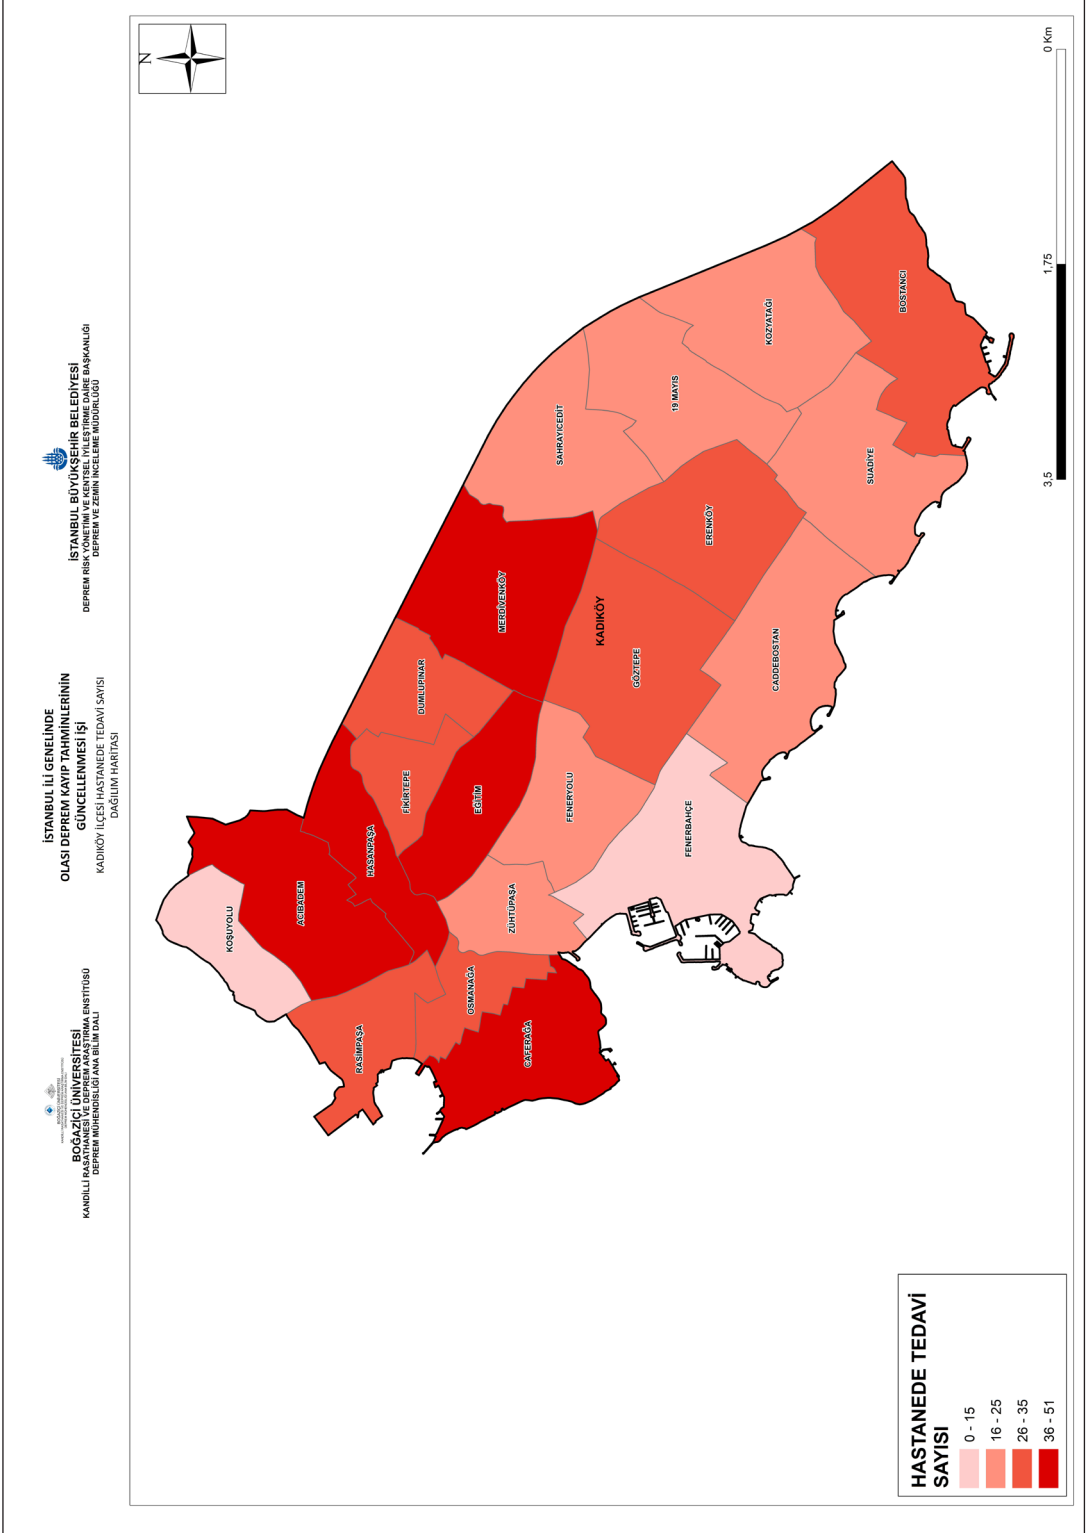 BOĞAZİÇİ ÜNİVERSİTESİ
KANDİLLİ RASATHANESİ VE DEPREM ARAŞTIRMA ENSTİTÜSÜ
DEPREM MÜHENDİSLİĞİ ANA BİLİM DALI
İSTANBUL İLİ GENELİNDE
OLASI DEPREM KAYIP TAHMİNLERİNİN
GÜNCELLENMESİ İŞİ
KADIKÖY İLÇESİ HASTANEDE TEDAVİ SAYISI
DAĞILIM HARİTASI
İSTANBUL BÜYÜKŞEHİR BELEDİYESİ
DEPREM RİSK YÖNETİMİ VE KENTSEL İYİLEŞTİRME DAİRE BAŞKANLIĞI
DEPREM VE ZEMİN İNCELEME MÜDÜRLÜĞÜ
N
KOŞUYOLU
ACIBADEM
RASİMPAŞA
HASANPAŞA
FİKİRTEPE
DUMLUPINAR
OSMANAĞA
EĞİTİM
MERDİVENKÖY
CAFERAĞA
ZÜHTÜPAŞA
FENERYOLU
SAHRAYICEDİT
KADIKÖY
GÖZTEPE
19 MAYIS
FENERBAHÇE
ERENKÖY
CADDEBOSTAN
KOZYATAĞI
SUADİYE
BOSTANCI
HASTANEDE TEDAVİ
SAYISI
0 - 15
16 - 25
26 - 35
36 - 51
3,5
1,75
0 Km